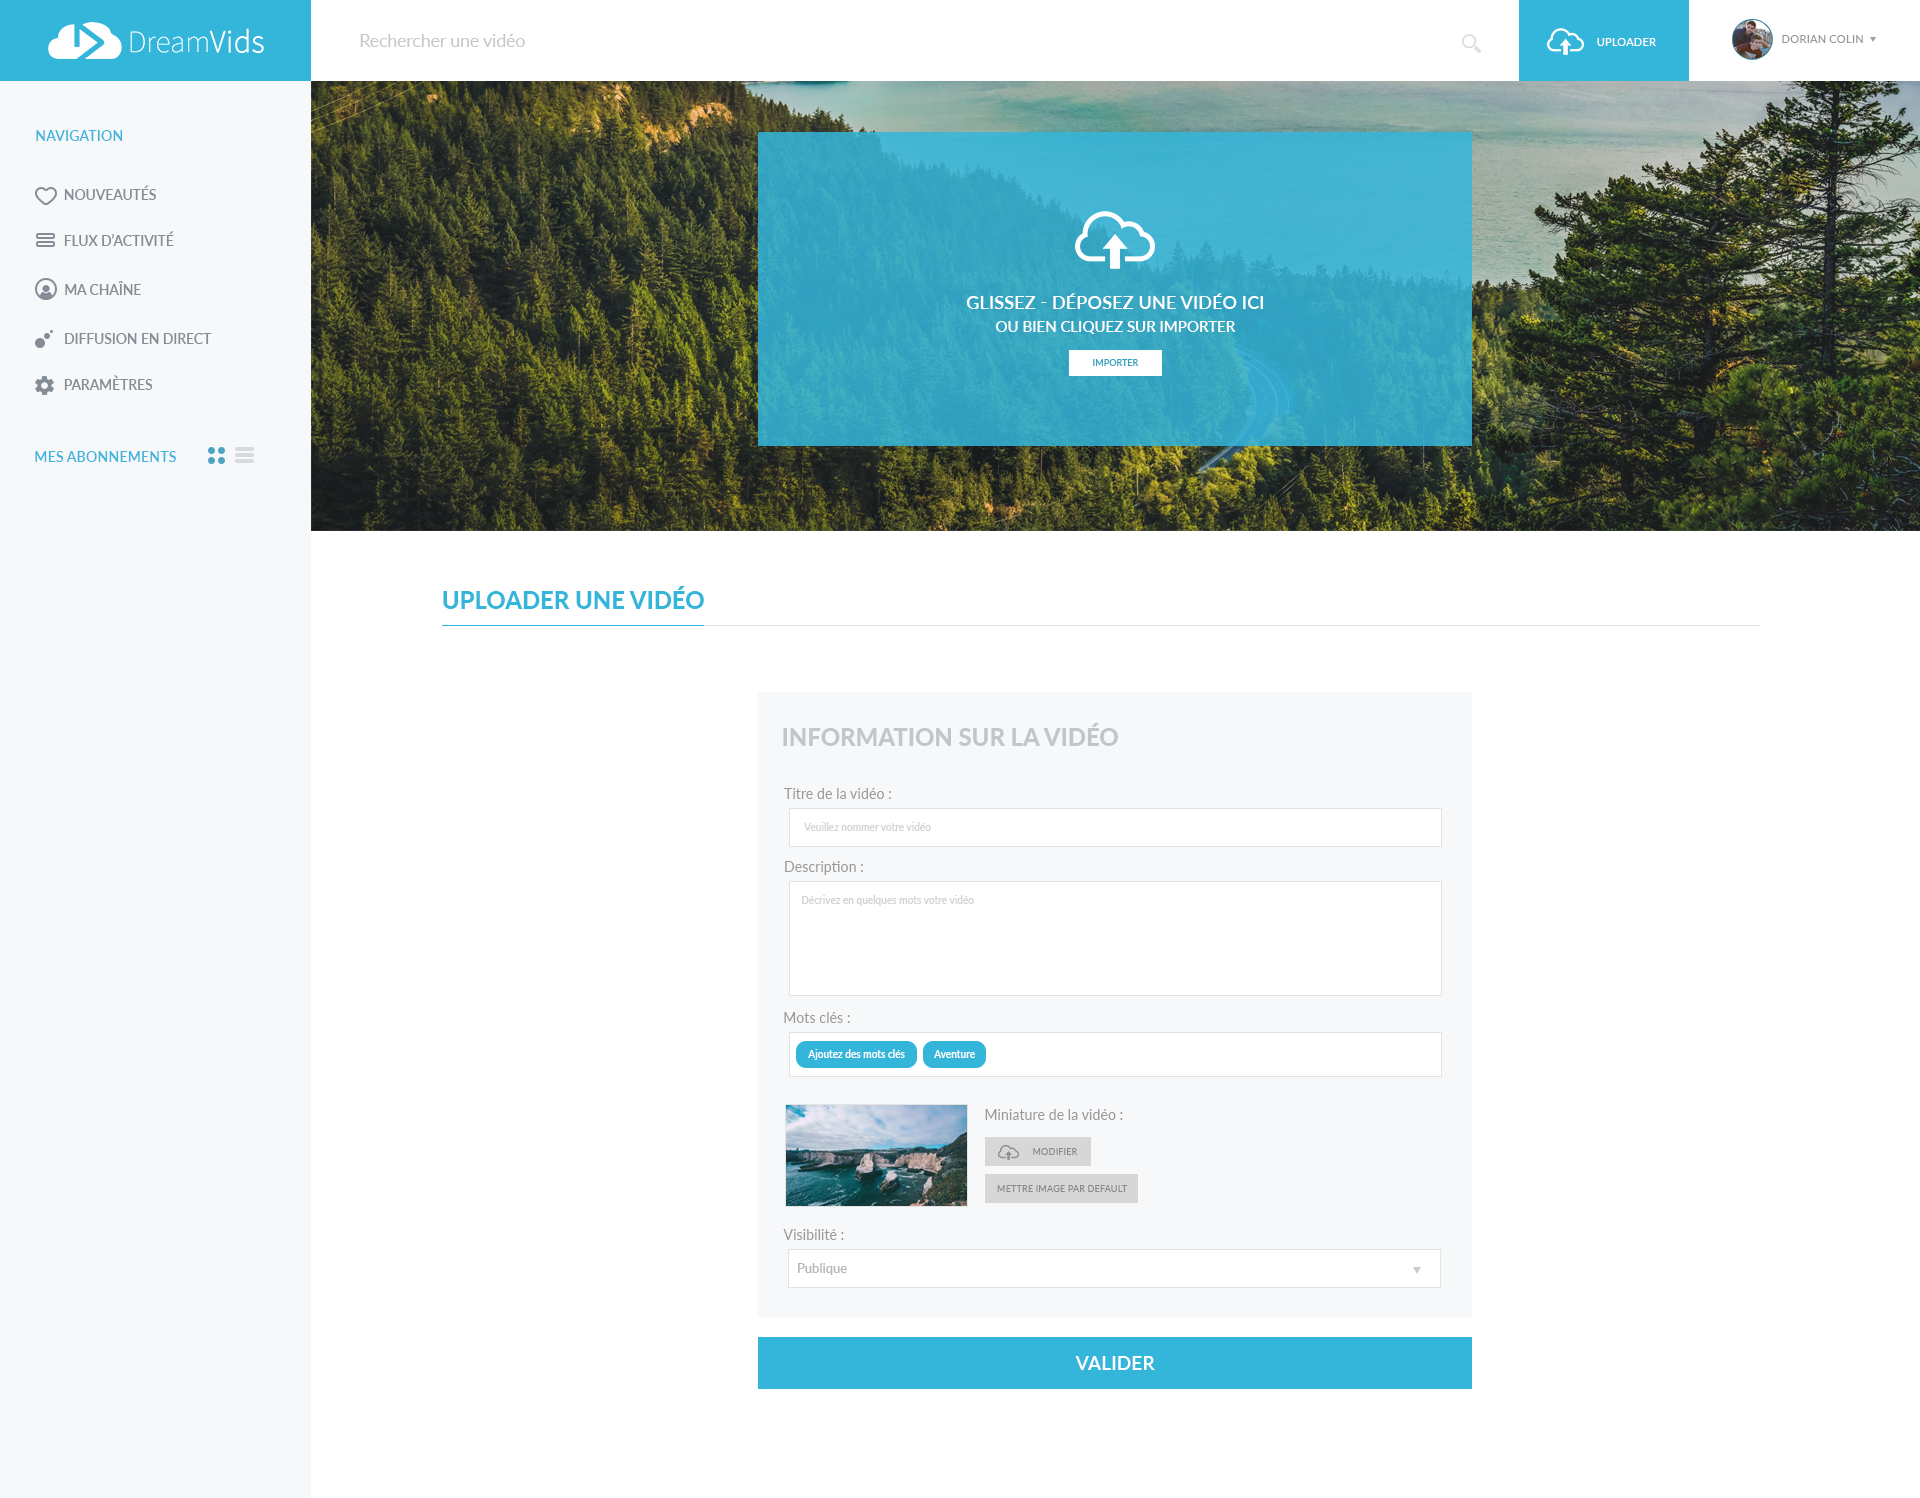 DreamVids
Rechercher une vidéo
UPLOADER
DORIAN COLIN
NAVIGATION
NOUVEAUTÉS
FLUX D'ACTIVITÉ
MA CHAÎNE
DIFFUSION EN DIRECT
PARAMÈTRES
MES ABONNEMENTS
GLISSEZ - DÉPOSEZ UNE VIDÉO ICI
OU BIEN CLIQUEZ SUR IMPORTER
IMPORTER
UPLOADER UNE VIDÉO
INFORMATION SUR LA VIDÉO
Titre de la vidéo :
Veuillez nommer votre vidéo
Description :
Décrivez en quelques mots votre vidéo
Mots clés :
Ajoutez des mots clés
Aventure
Miniature de la vidéo :
MODIFIER
METTRE IMAGE PAR DEFAULT
Visibilité :
Publique
VALIDER